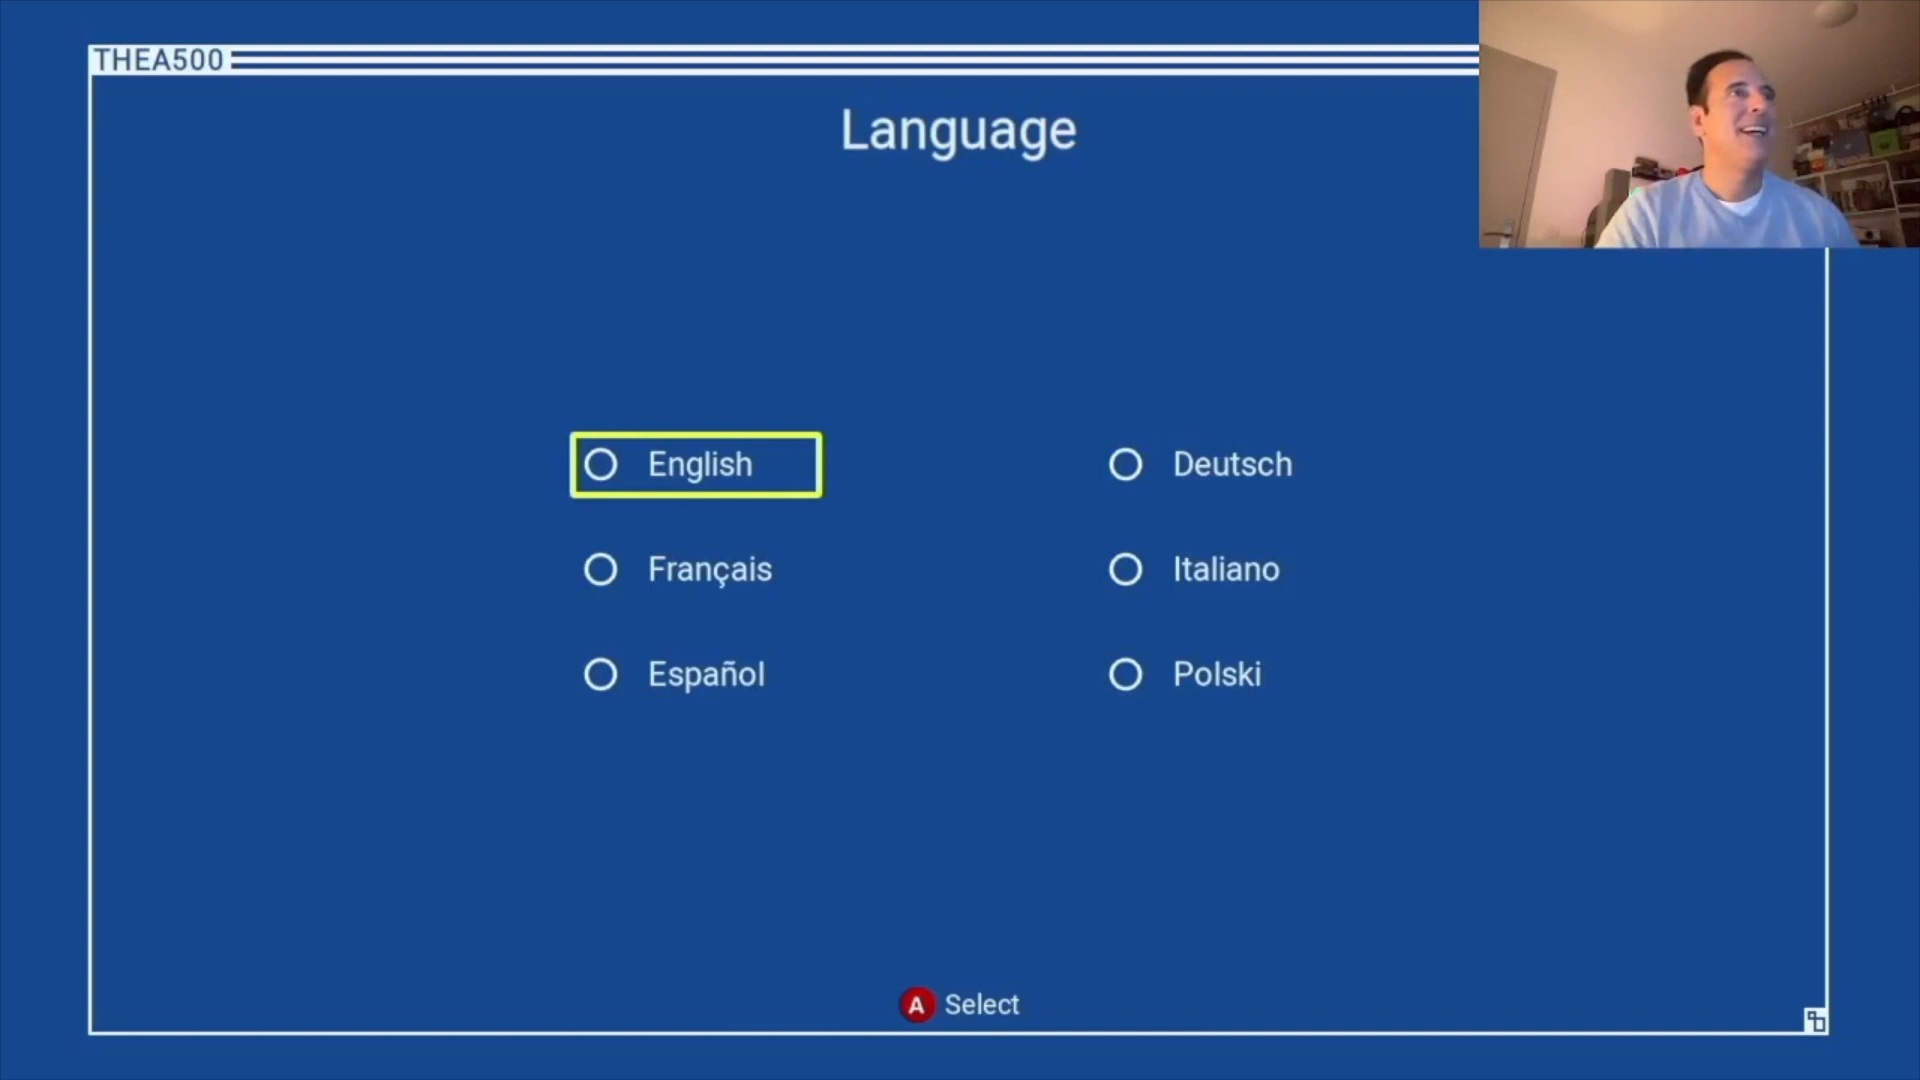 THEA500
Language
English
Deutsch
Français
Italiano
Español
Polski
A Select